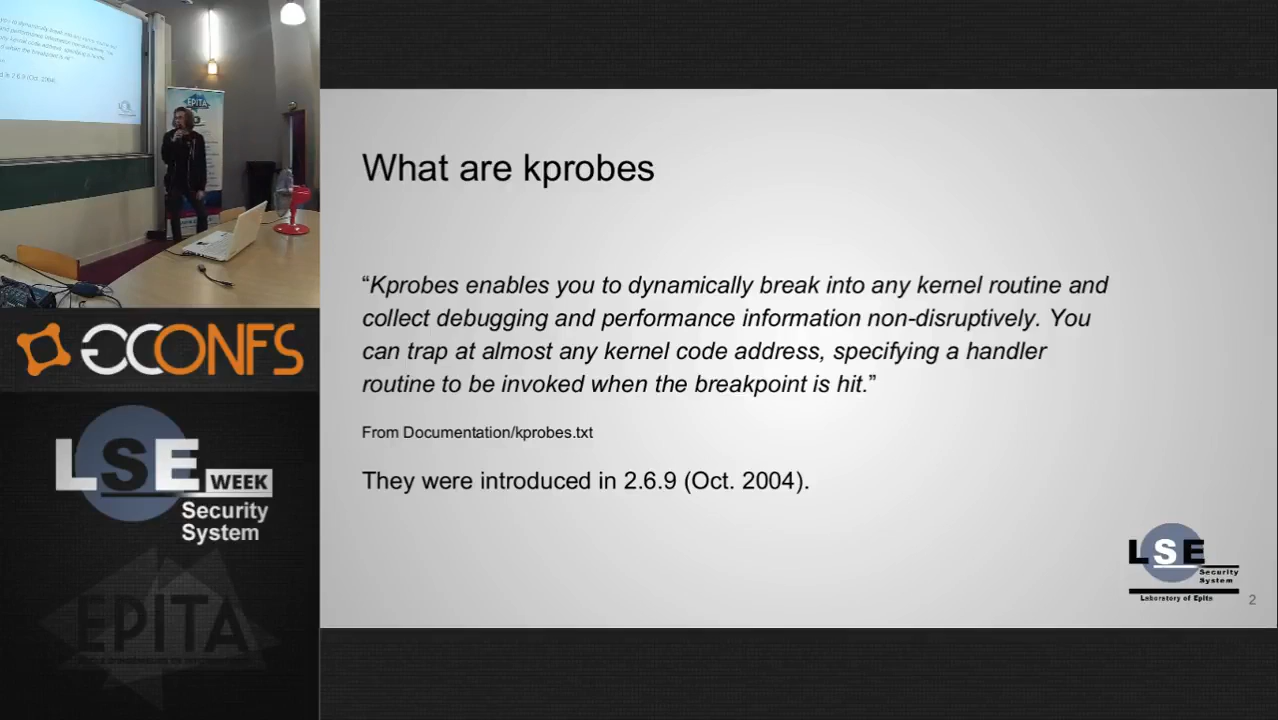 What are kprobes
“Kprobes enables you to dynamically break into any kernel routine and
collect debugging and performance information non-disruptively. You
can trap at almost any kernel code address, specifying a handler
routine to be invoked when the breakpoint is hit.”
From Documentation/kprobes.txt
They were introduced in 2.6.9 (Oct. 2004).
LSE
Security
System
Laboratory of Epita
2
EPITA
GCONFS
LSE WEEK
Security
System
EPITA